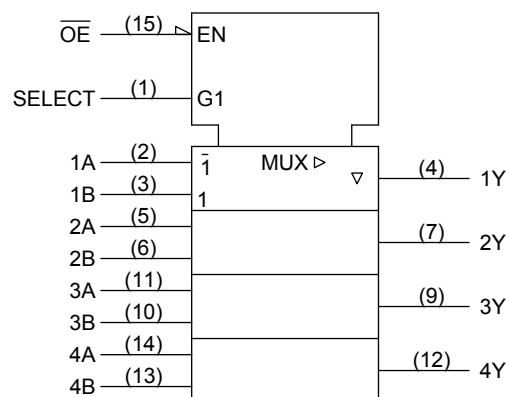 O̅E̅ (15) EN
SELECT (1) G1
1A (2) 1̅ MUX (4) 1Y
1B (3) 1
2A (5) (7) 2Y
2B (6)
3A (11) (9) 3Y
3B (10)
4A (14) (12) 4Y
4B (13)